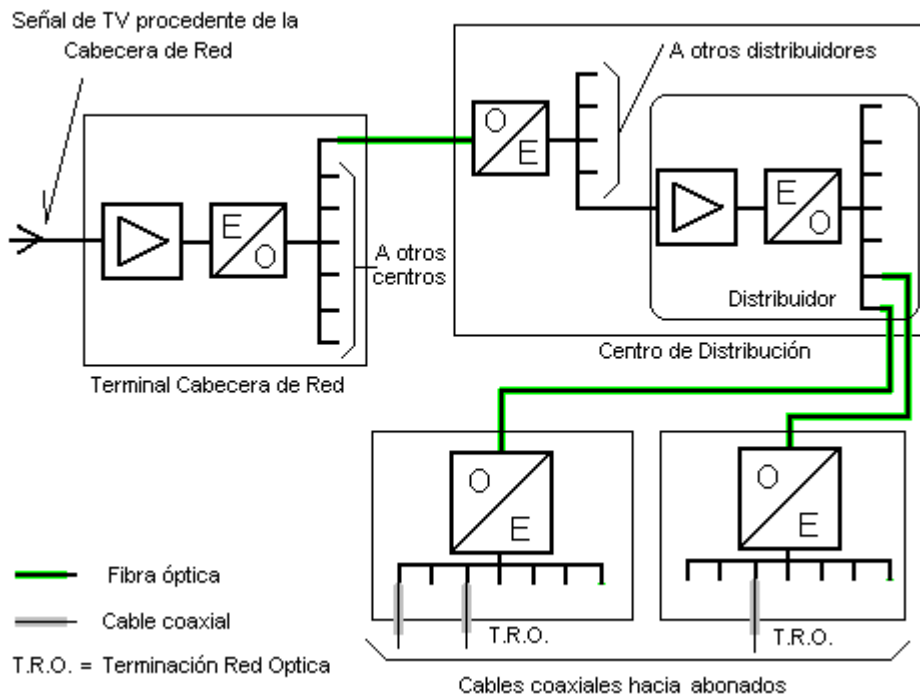 Señal de TV procedente de la
Cabecera de Red
A otros distribuidores
O
E
E
O
E
O
A otros
centros
Distribuidor
Centro de Distribución
Terminal Cabecera de Red
O
E
O
E
Fibra óptica
Cable coaxial
T.R.O.
T.R.O.
T.R.O. = Terminación Red Optica
Cables coaxiales hacia abonados